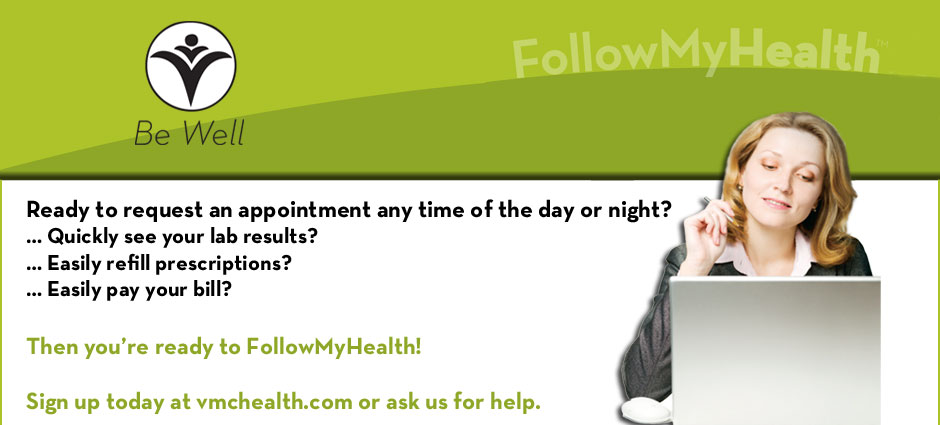 FollowMyHealth™
Be Well
Ready to request an appointment any time of the day or night?
... Quickly see your lab results?
... Easily refill prescriptions?
... Easily pay your bill?
Then you're ready to FollowMyHealth!
Sign up today at vmchealth.com or ask us for help.